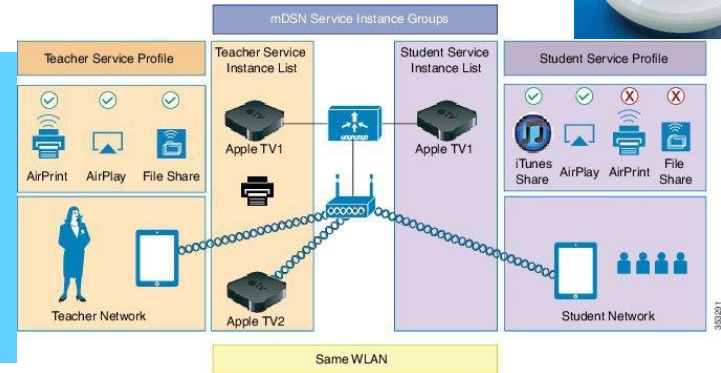 mDSN Service Instance Groups
Teacher Service Profile
Teacher Service
Instance List
Student Service
Instance List
Student Service Profile
AirPrint
AirPlay
File Share
Apple TV1
Apple TV1
iTunes
Share
AirPlay
AirPrint
File
Share
Teacher Network
Apple TV2
Student Network
Same WLAN
353291